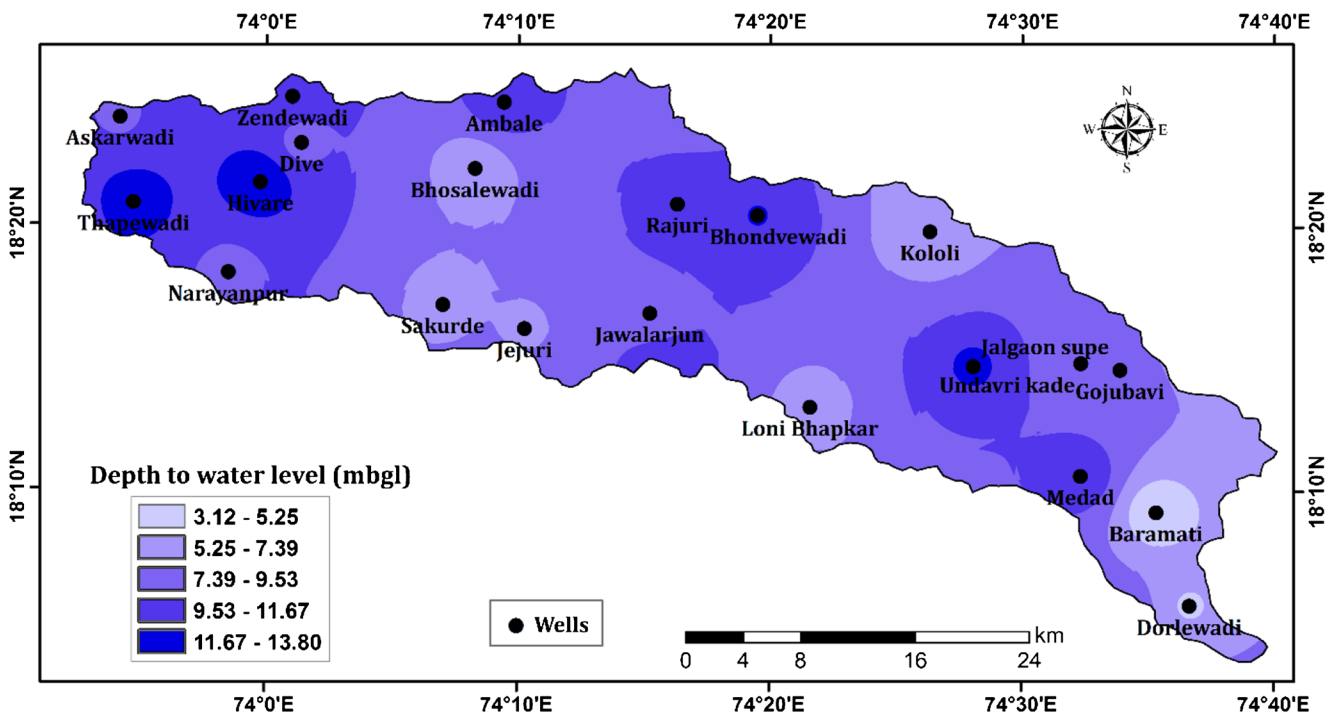 74°0'E 74°10'E 74°20'E 74°30'E 74°40'E
N
W E
S
Zendewadi
Ambale
Askarwadi
Dive
Bhosalewadi
Hivare
18°20'N
Thapewadi
Rajuri
Bhondvewadi
Kololi
18°20'N
Narayanpur
Sakurde
Jejuri
Jawalarjun
Jalgaon supe
Undavri kade
Gojubavi
Loni Bhapkar
18°10'N
Medad
18°10'N
Baramati
Dorlewadi
Depth to water level (mbgl)
3.12 - 5.25
5.25 - 7.39
7.39 - 9.53
9.53 - 11.67
11.67 - 13.80
Wells
km
0 4 8 16 24
74°0'E 74°10'E 74°20'E 74°30'E 74°40'E